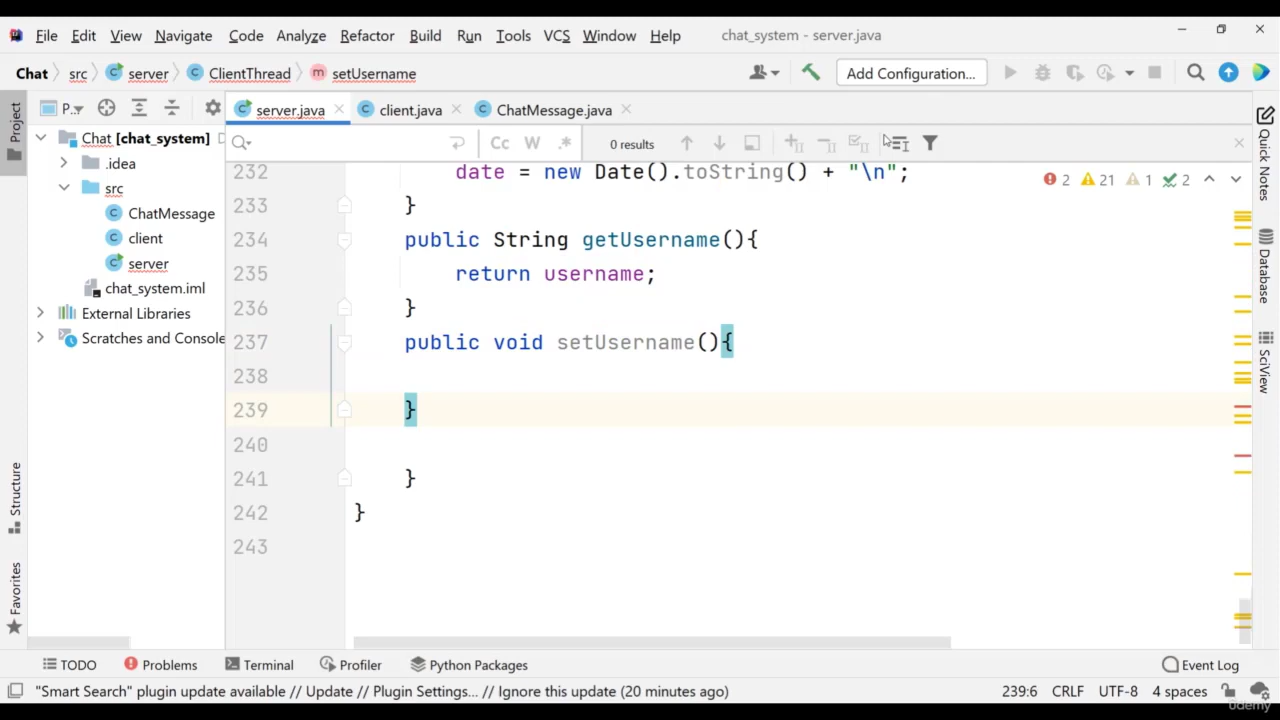 File Edit View Navigate Code Analyze Refactor Build Run Tools VCS Window Help chat_system - server.java
Chat src server ClientThread m setUsername Add Configuration...
Project
P... server.java client.java ChatMessage.java
Chat [chat_system]
Cc W .* 0 results
.idea
src
ChatMessage
client
server
chat_system.iml
External Libraries
Scratches and Console
2 21 1 2
232 date = new Date().toString() + "\n";
233 }
234 public String getUsername(){
235 return username;
236 }
237 public void setUsername(){
238
239 }
240
241 }
242 }
243
Quick Notes
Database
SciView
Structure
Favorites
TODO Problems Terminal Profiler Python Packages Event Log
"Smart Search" plugin update available // Update // Plugin Settings... // Ignore this update (20 minutes ago) 239:6 CRLF UTF-8 4 spaces
udemy